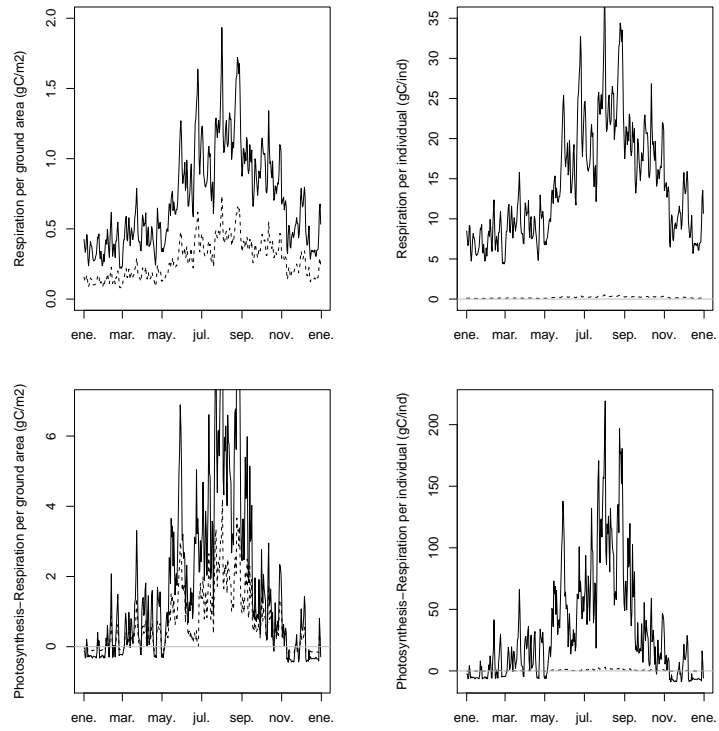 Respiration per ground area (gC/m2)
2.0
1.5
1.0
0.5
0.0
ene. mar. may. jul. sep. nov. ene.
Respiration per individual (gC/ind)
35
30
25
20
15
10
5
0
ene. mar. may. jul. sep. nov. ene.
Photosynthesis−Respiration per ground area (gC/m2)
6
4
2
0
ene. mar. may. jul. sep. nov. ene.
Photosynthesis−Respiration per individual (gC/ind)
200
150
100
50
0
ene. mar. may. jul. sep. nov. ene.